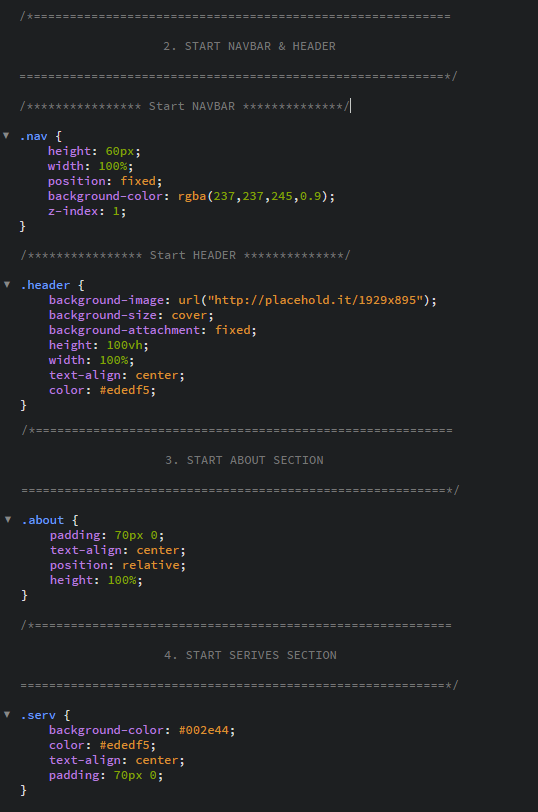 /*==========================================================
2. START NAVBAR & HEADER
===========================================================*/
/**************** Start NAVBAR **************/
.nav {
height: 60px;
width: 100%;
position: fixed;
background-color: rgba(237,237,245,0.9);
z-index: 1;
}
/**************** Start HEADER **************/
.header {
background-image: url("http://placehold.it/1929x895");
background-size: cover;
background-attachment: fixed;
height: 100vh;
width: 100%;
text-align: center;
color: #ededf5;
}
/*==========================================================
3. START ABOUT SECTION
===========================================================*/
.about {
padding: 70px 0;
text-align: center;
position: relative;
height: 100%;
}
/*==========================================================
4. START SERIVES SECTION
===========================================================*/
.serv {
background-color: #002e44;
color: #ededf5;
text-align: center;
padding: 70px 0;
}